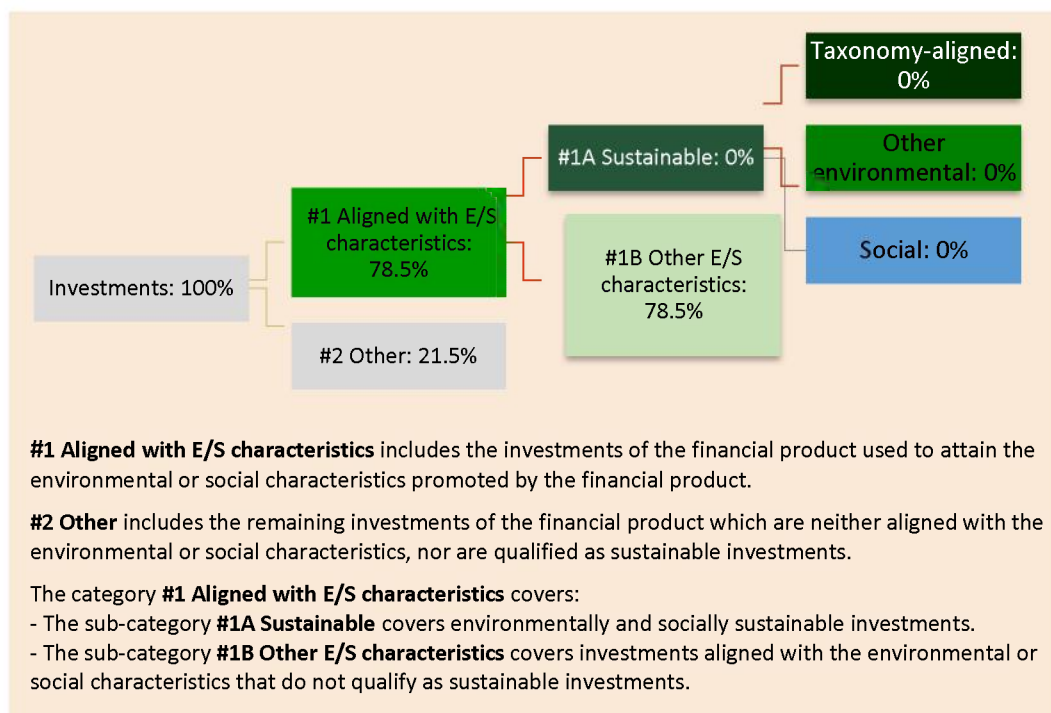 Taxonomy-aligned:
0%
#1A Sustainable: 0%
Other
environmental: 0%
#1 Aligned with E/S
characteristics:
78.5%
#1B Other E/S
characteristics:
78.5%
Social: 0%
Investments: 100%
#2 Other: 21.5%
#1 Aligned with E/S characteristics includes the investments of the financial product used to attain the
environmental or social characteristics promoted by the financial product.
#2 Other includes the remaining investments of the financial product which are neither aligned with the
environmental or social characteristics, nor are qualified as sustainable investments.
The category #1 Aligned with E/S characteristics covers:
- The sub-category #1A Sustainable covers environmentally and socially sustainable investments.
- The sub-category #1B Other E/S characteristics covers investments aligned with the environmental or
social characteristics that do not qualify as sustainable investments.